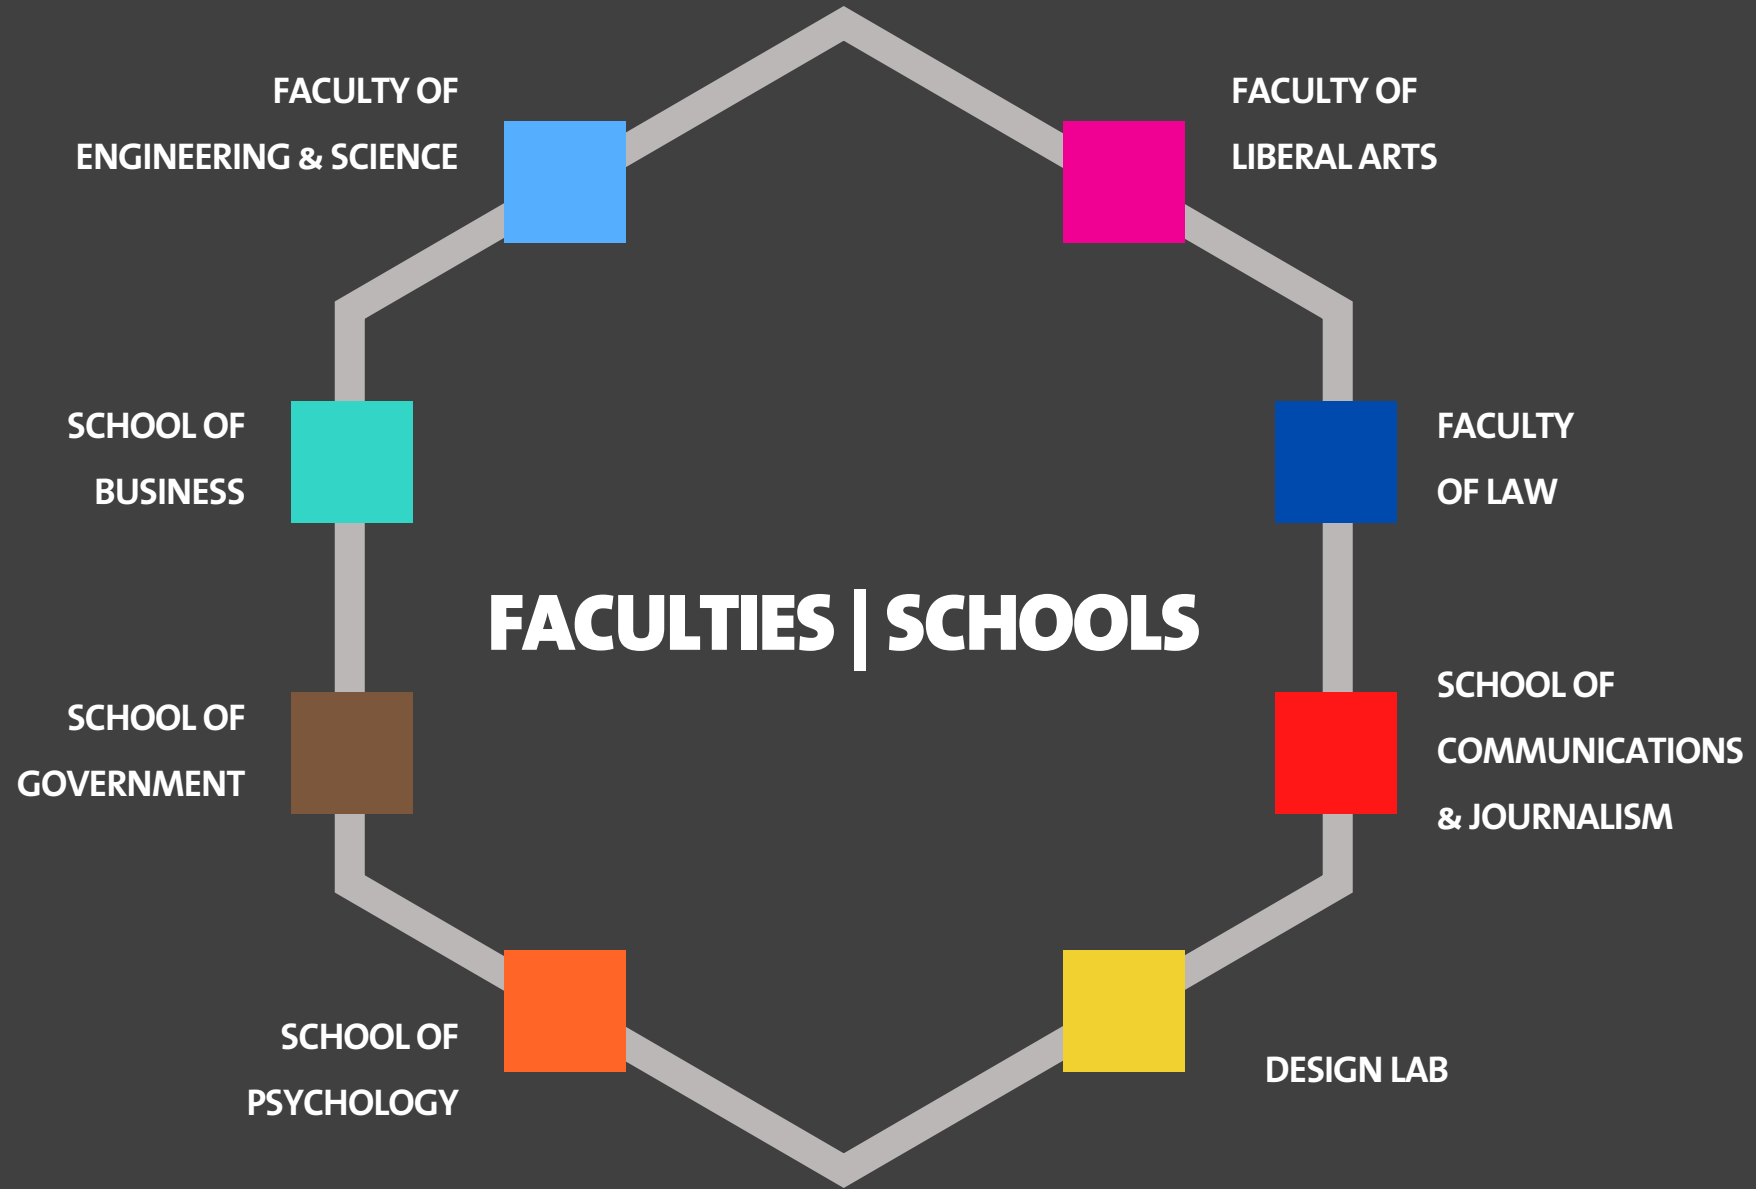 FACULTY OF
ENGINEERING & SCIENCE
FACULTY OF
LIBERAL ARTS
SCHOOL OF
BUSINESS
FACULTY
OF LAW
FACULTIES | SCHOOLS
SCHOOL OF
GOVERNMENT
SCHOOL OF
COMMUNICATIONS
& JOURNALISM
SCHOOL OF
PSYCHOLOGY
DESIGN LAB